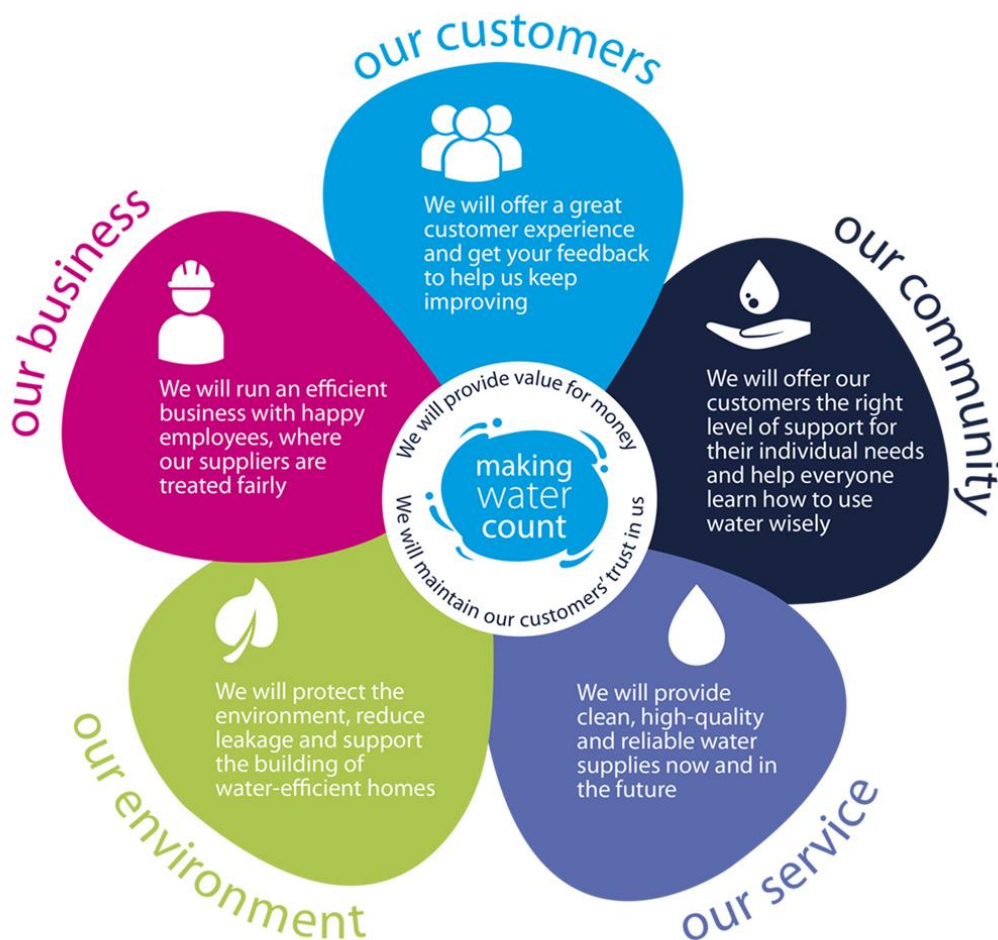 our customers
We will offer a great
customer experience
and get your feedback
to help us keep
improving
our community
We will offer our
customers the right
level of support for
their individual needs
and help everyone
learn how to use
water wisely
our service
We will provide
clean, high-quality
and reliable water
supplies now and in
the future
our environment
We will protect the
environment, reduce
leakage and support
the building of
water-efficient homes
our business
We will run an efficient
business with happy
employees, where
our suppliers are
treated fairly
We will provide value for money
making
water
count
We will maintain our customers' trust in us